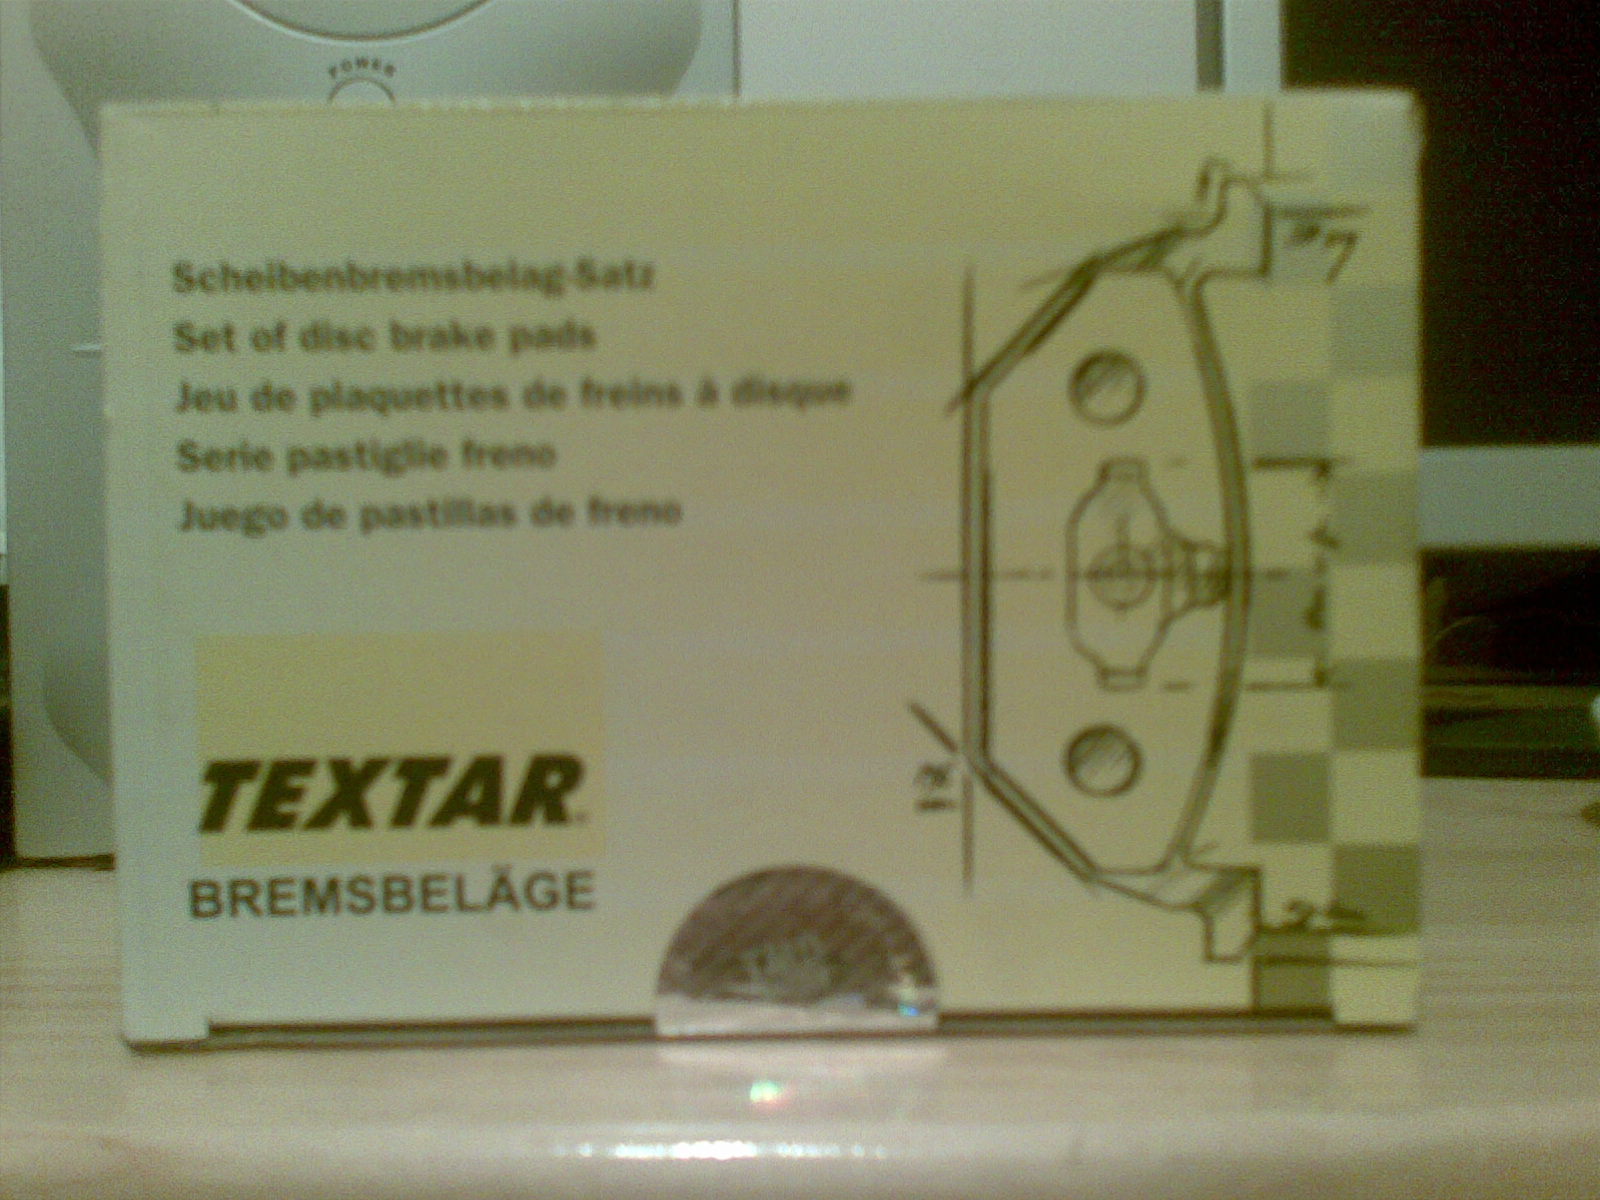 POWER
Scheibenbremsbelag-Satz
Set of disc brake pads
Jeu de plaquettes de freins à disque
Serie pastiglie freno
Juego de pastillas de freno
TEXTAR
BREMSBELÄGE